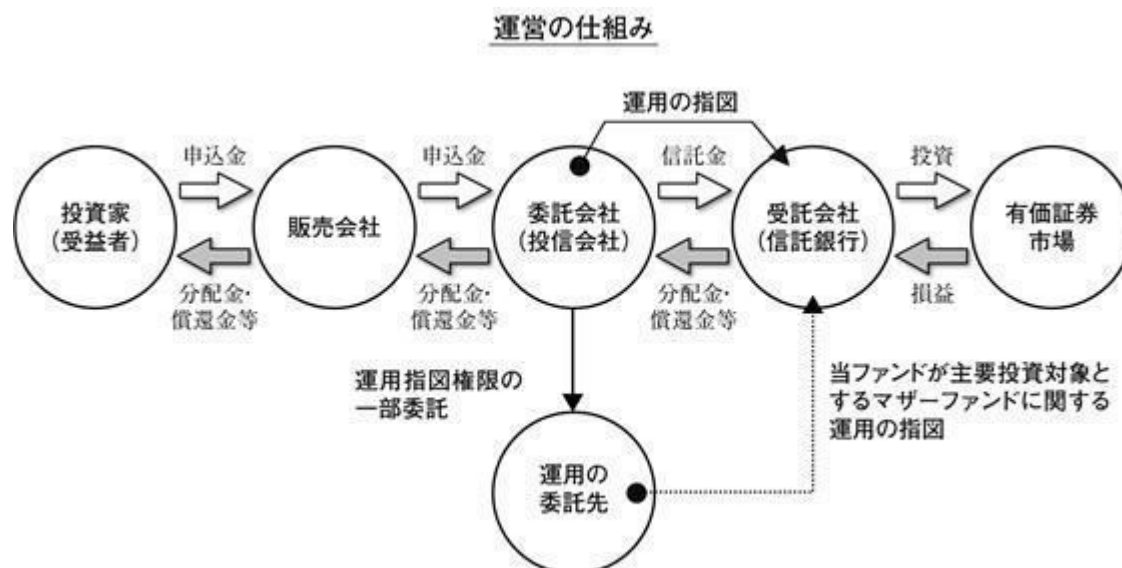 運営の仕組み
運用の指図
申込金
申込金
信託金
投資
投資家
(受益者)
販売会社
委託会社
(投信会社)
受託会社
(信託銀行)
有価証券
市場
分配金・
償還金等
分配金・
償還金等
分配金・
償還金等
損益
運用指図権限の
一部委託
当ファンドが主要投資対象と
するマザーファンドに関する
運用の指図
運用の
委託先